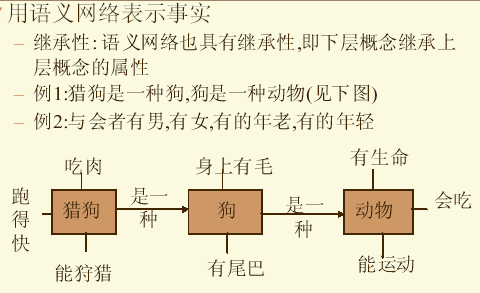 用语义网络表示事实
– 继承性: 语义网络也具有继承性,即下层概念继承上
层概念的属性
– 例1:猎狗是一种狗,狗是一种动物(见下图)
– 例2:与会者有男,有女,有的年老,有的年轻
吃肉
身上有毛
有生命
跑得快
猎狗
是一种
狗
是一种
动物
会吃
能狩猎
有尾巴
能运动